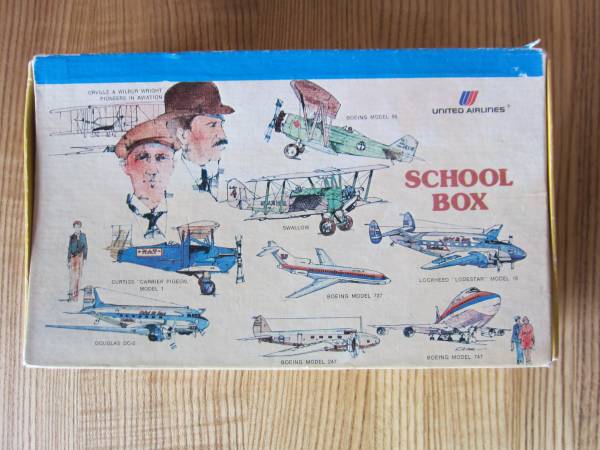 ORVILLE & WILBUR WRIGHT
PIONEERS IN AVIATION
UNITED AIRLINES
BOEING MODEL
SCHOOL
BOX
SWALLOW
LOCKHEED "LODESTAR" MODEL 18
CURTISS "CARRIER PIGEON,
MODEL 1
BOEING MODEL 727
DOUGLAS DC-3
BOEING MODEL 247
BOEING MODEL 747